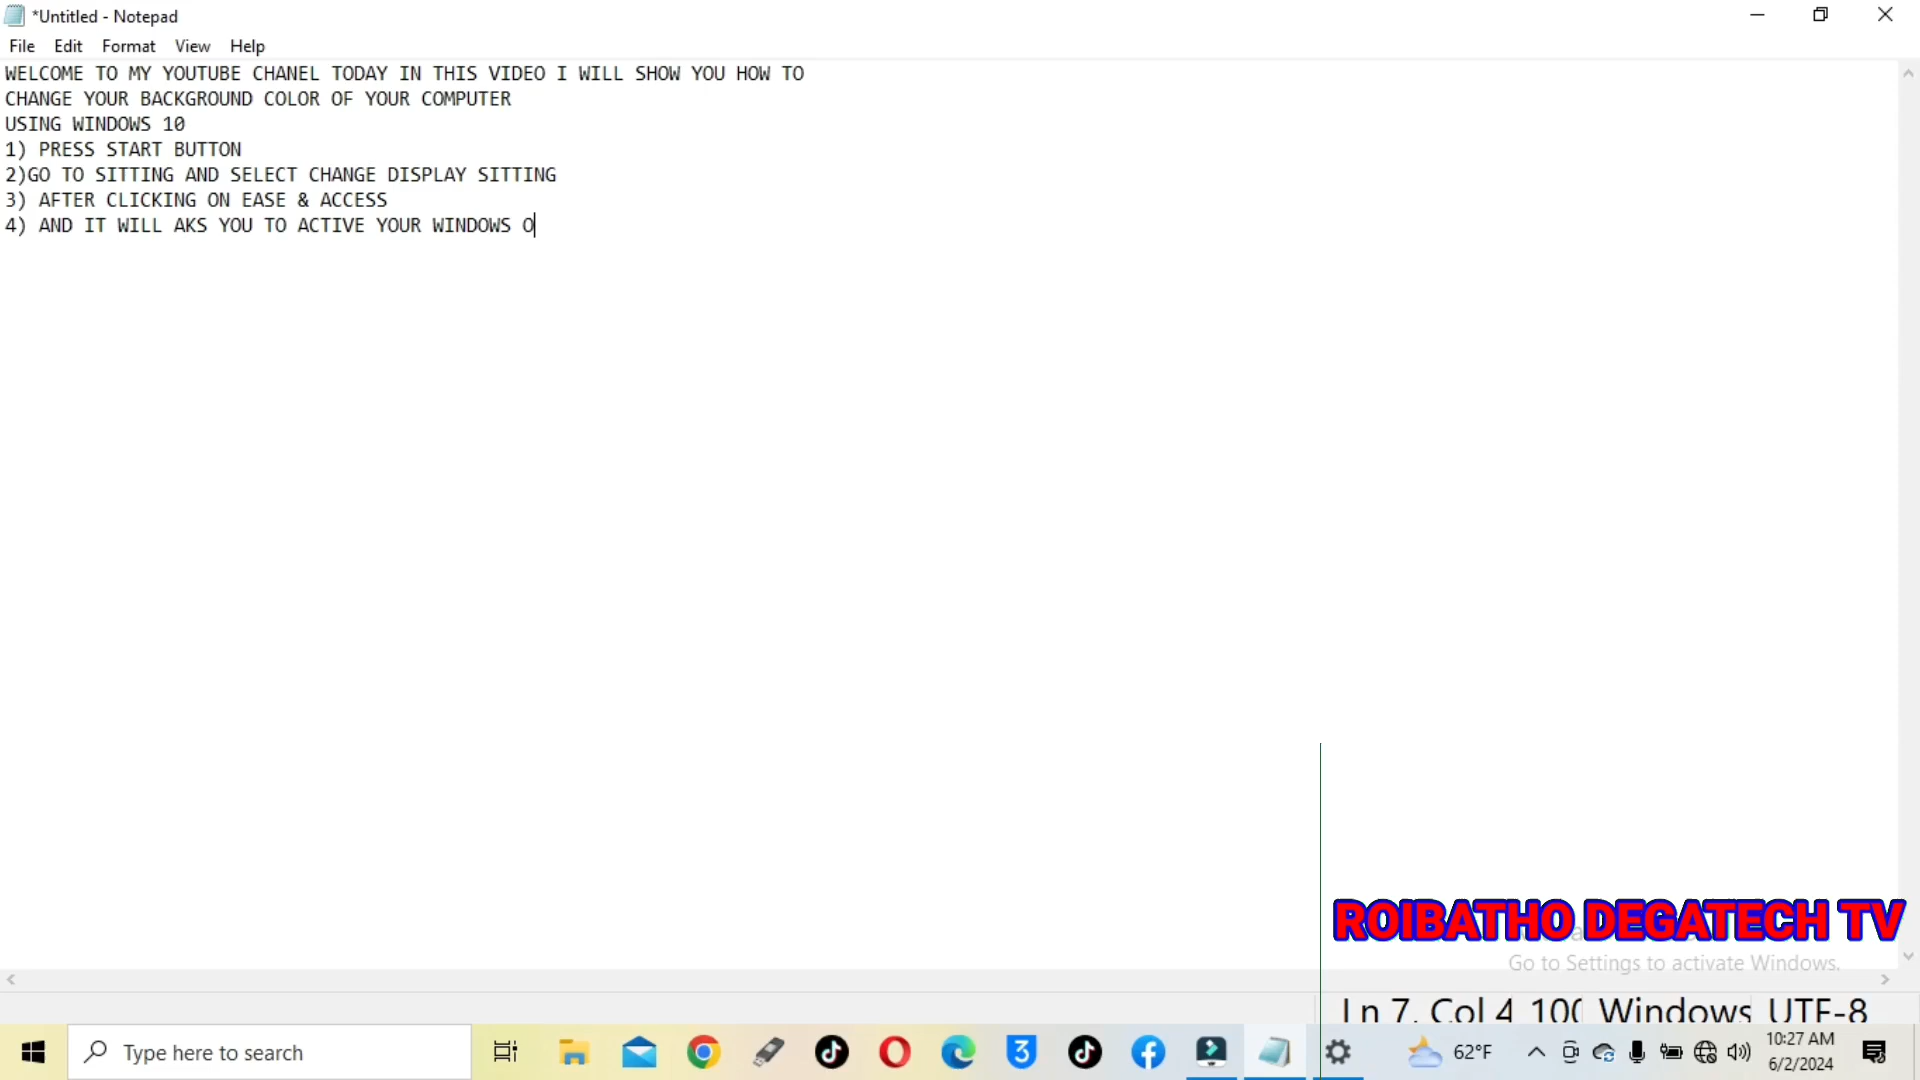 *Untitled - Notepad
File Edit Format View Help
WELCOME TO MY YOUTUBE CHANEL TODAY IN THIS VIDEO I WILL SHOW YOU HOW TO
CHANGE YOUR BACKGROUND COLOR OF YOUR COMPUTER
USING WINDOWS 10
1) PRESS START BUTTON
2)GO TO SITTING AND SELECT CHANGE DISPLAY SITTING
3) AFTER CLICKING ON EASE & ACCESS
4) AND IT WILL AKS YOU TO ACTIVE YOUR WINDOWS O
ROIBATHO DEGATECH TV
Go to Settings to activate Windows.
Ln 7, Col 4 100 Windows UTF-8
Type here to search
3
62°F
10:27 AM
6/2/2024